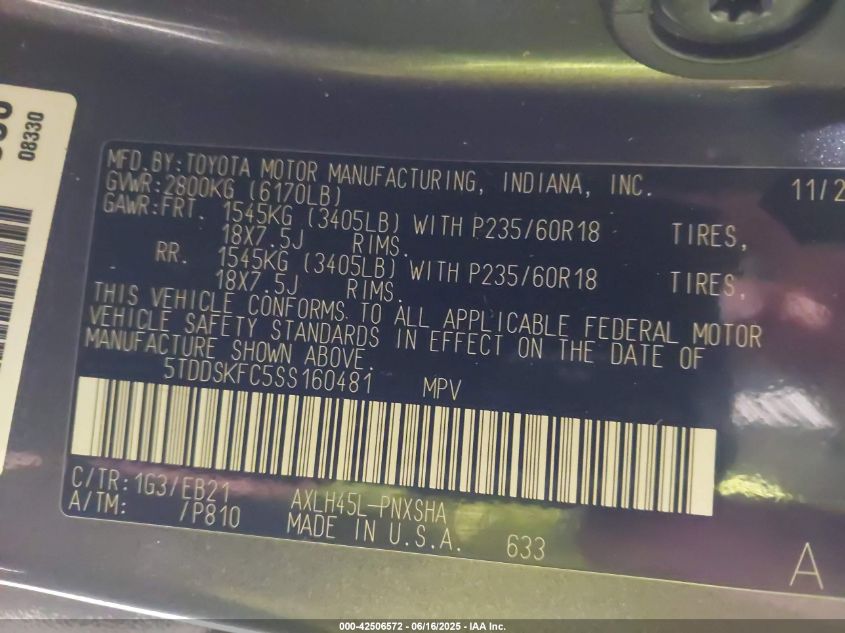 08330
MFD.BY:TOYOTA MOTOR MANUFACTURING, INDIANA, INC. 11/2
GVWR:2800KG (6170LB)
GAWR:FRT. 1545KG (3405LB) WITH P235/60R18 TIRES,
18X7.5J RIMS.
RR. 1545KG (3405LB) WITH P235/60R18 TIRES,
18X7.5J RIMS.
THIS VEHICLE CONFORMS TO ALL APPLICABLE FEDERAL MOTOR
VEHICLE SAFETY STANDARDS IN EFFECT ON THE DATE OF
MANUFACTURE SHOWN ABOVE.
5TDDSKFC5SS160481 MPV
C/TR:1G3/EB21 AXLH45L-PNXSHA
A/TM: /P810 MADE IN U.S.A. 633
A
000-42506572 - 06/16/2025 - IAA Inc.